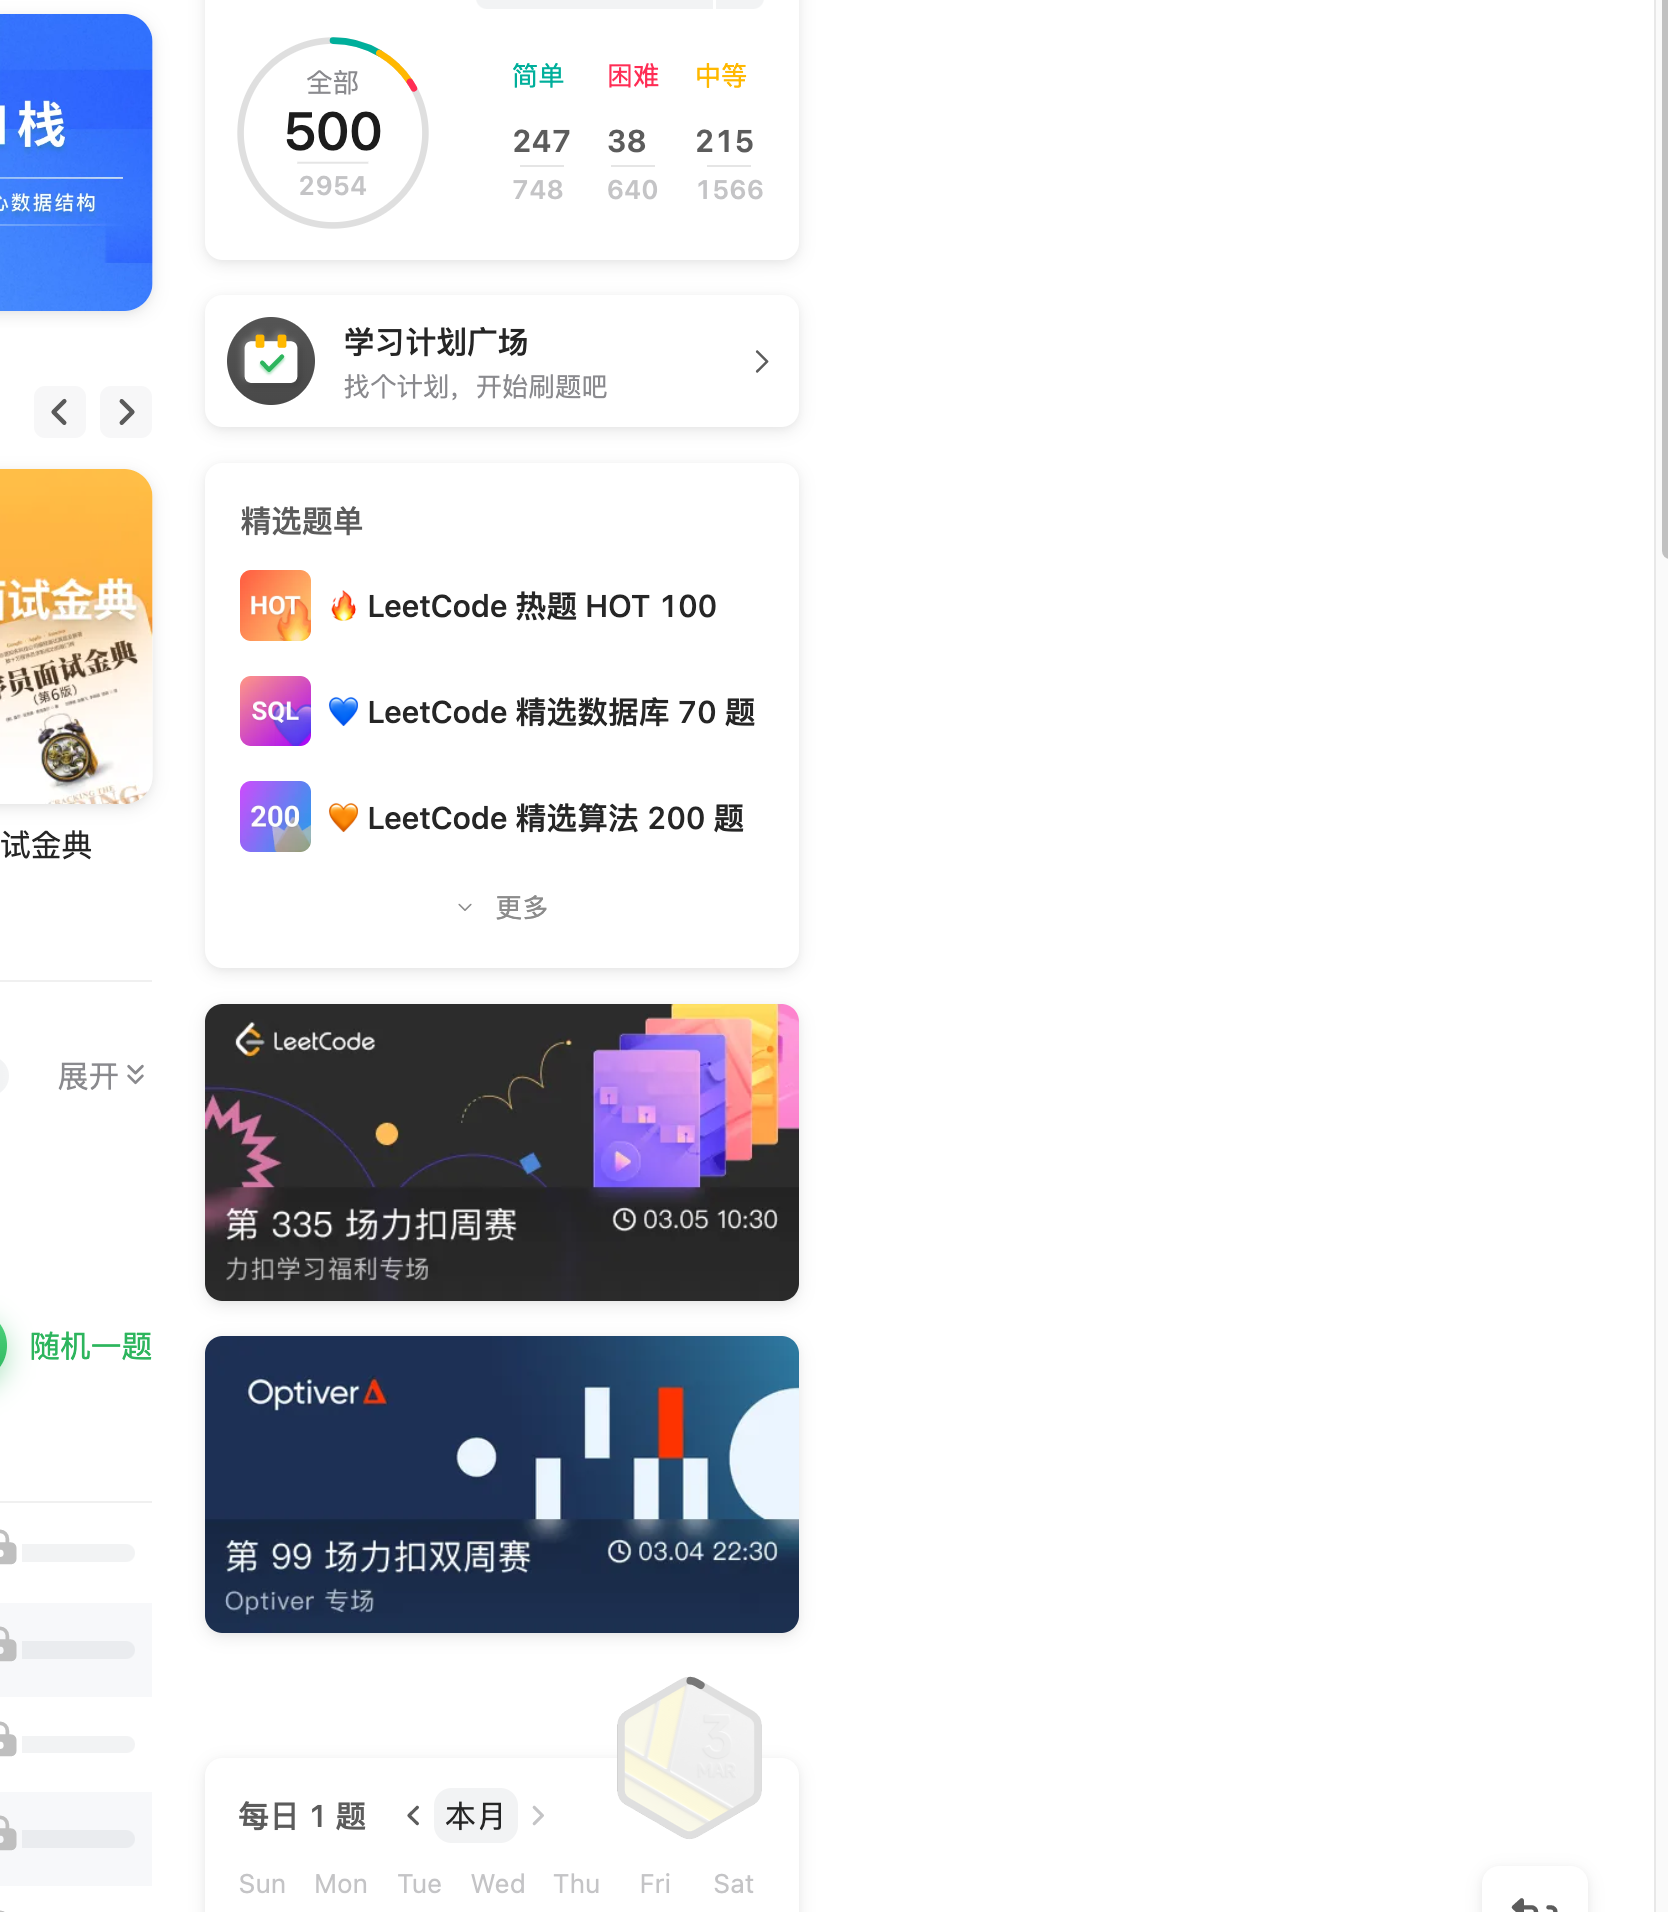 栈
心数据结构
面试金典
序员面试金典
(第6版)
试金典
展开
随机一题
全部
500
2954
简单
困难
中等
247
38
215
748
640
1566
学习计划广场
找个计划，开始刷题吧
精选题单
HOT
🔥 LeetCode 热题 HOT 100
SQL
💙 LeetCode 精选数据库 70 题
200
🧡 LeetCode 精选算法 200 题
更多
LeetCode
第 335 场力扣周赛
03.05 10:30
力扣学习福利专场
Optiver
第 99 场力扣双周赛
03.04 22:30
Optiver 专场
3
MAR
每日 1 题
本月
Sun Mon Tue Wed Thu Fri Sat